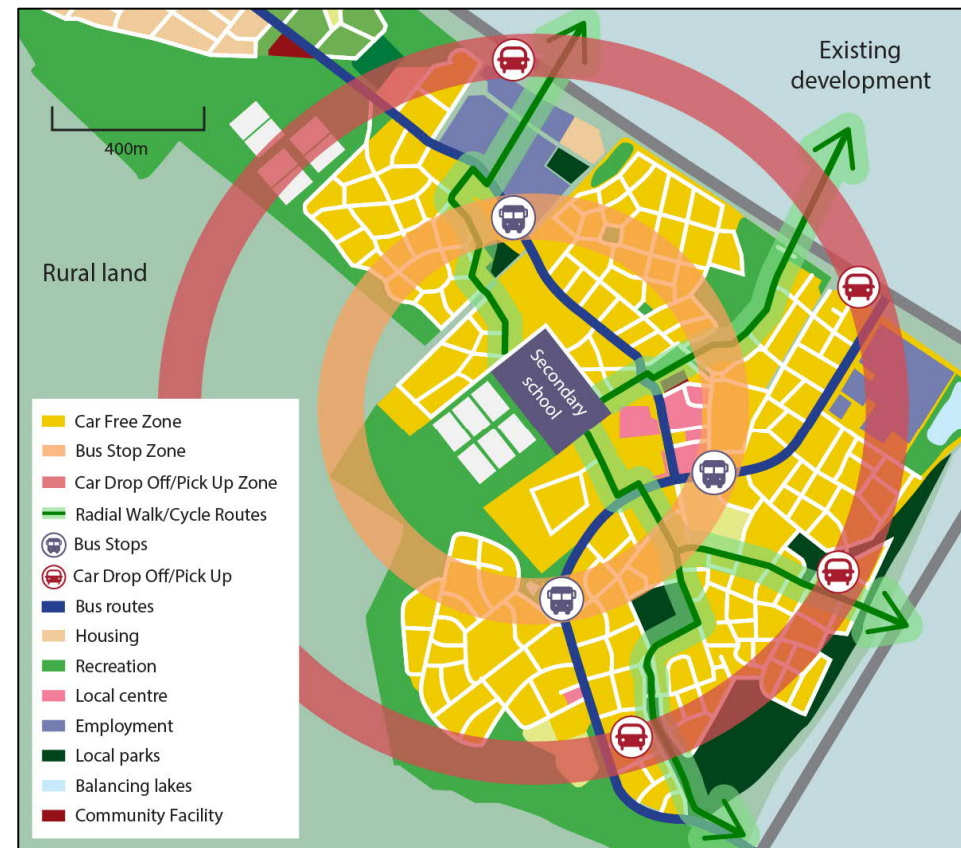 Existing
development
400m
Rural land
Secondary
school
Car Free Zone
Bus Stop Zone
Car Drop Off/Pick Up Zone
Radial Walk/Cycle Routes
Bus Stops
Car Drop Off/Pick Up
Bus routes
Housing
Recreation
Local centre
Employment
Local parks
Balancing lakes
Community Facility